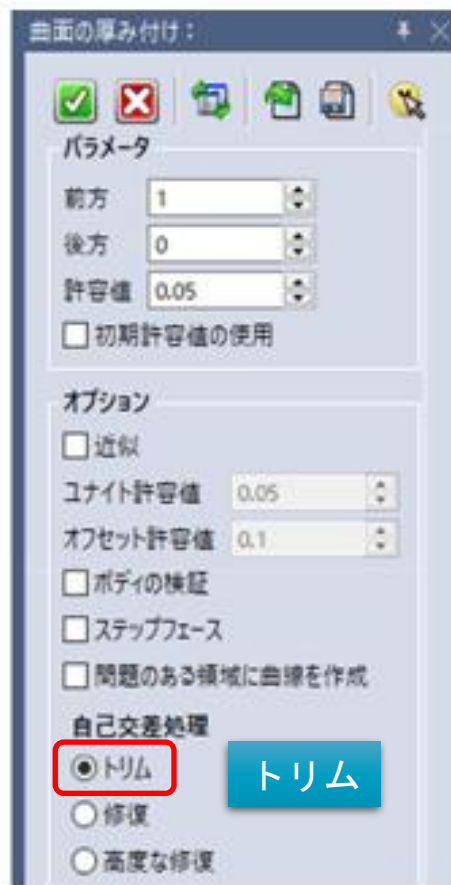 曲面の厚み付け：
パラメータ
前方 1
後方 0
許容値 0.05
初期許容値の使用
オプション
近似
ユナイト許容値 0.05
オフセット許容値 0.1
ボディの検証
ステップフェース
問題のある領域に曲線を作成
自己交差処理
トリム トリム
修復
高度な修復